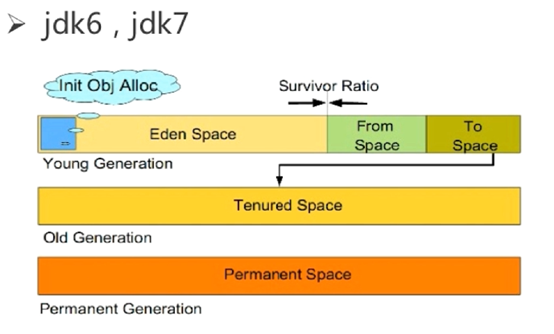 ➢ jdk6 , jdk7
Init Obj Alloc
Survivor Ratio
Eden Space
From
Space
To
Space
Young Generation
Tenured Space
Old Generation
Permanent Space
Permanent Generation